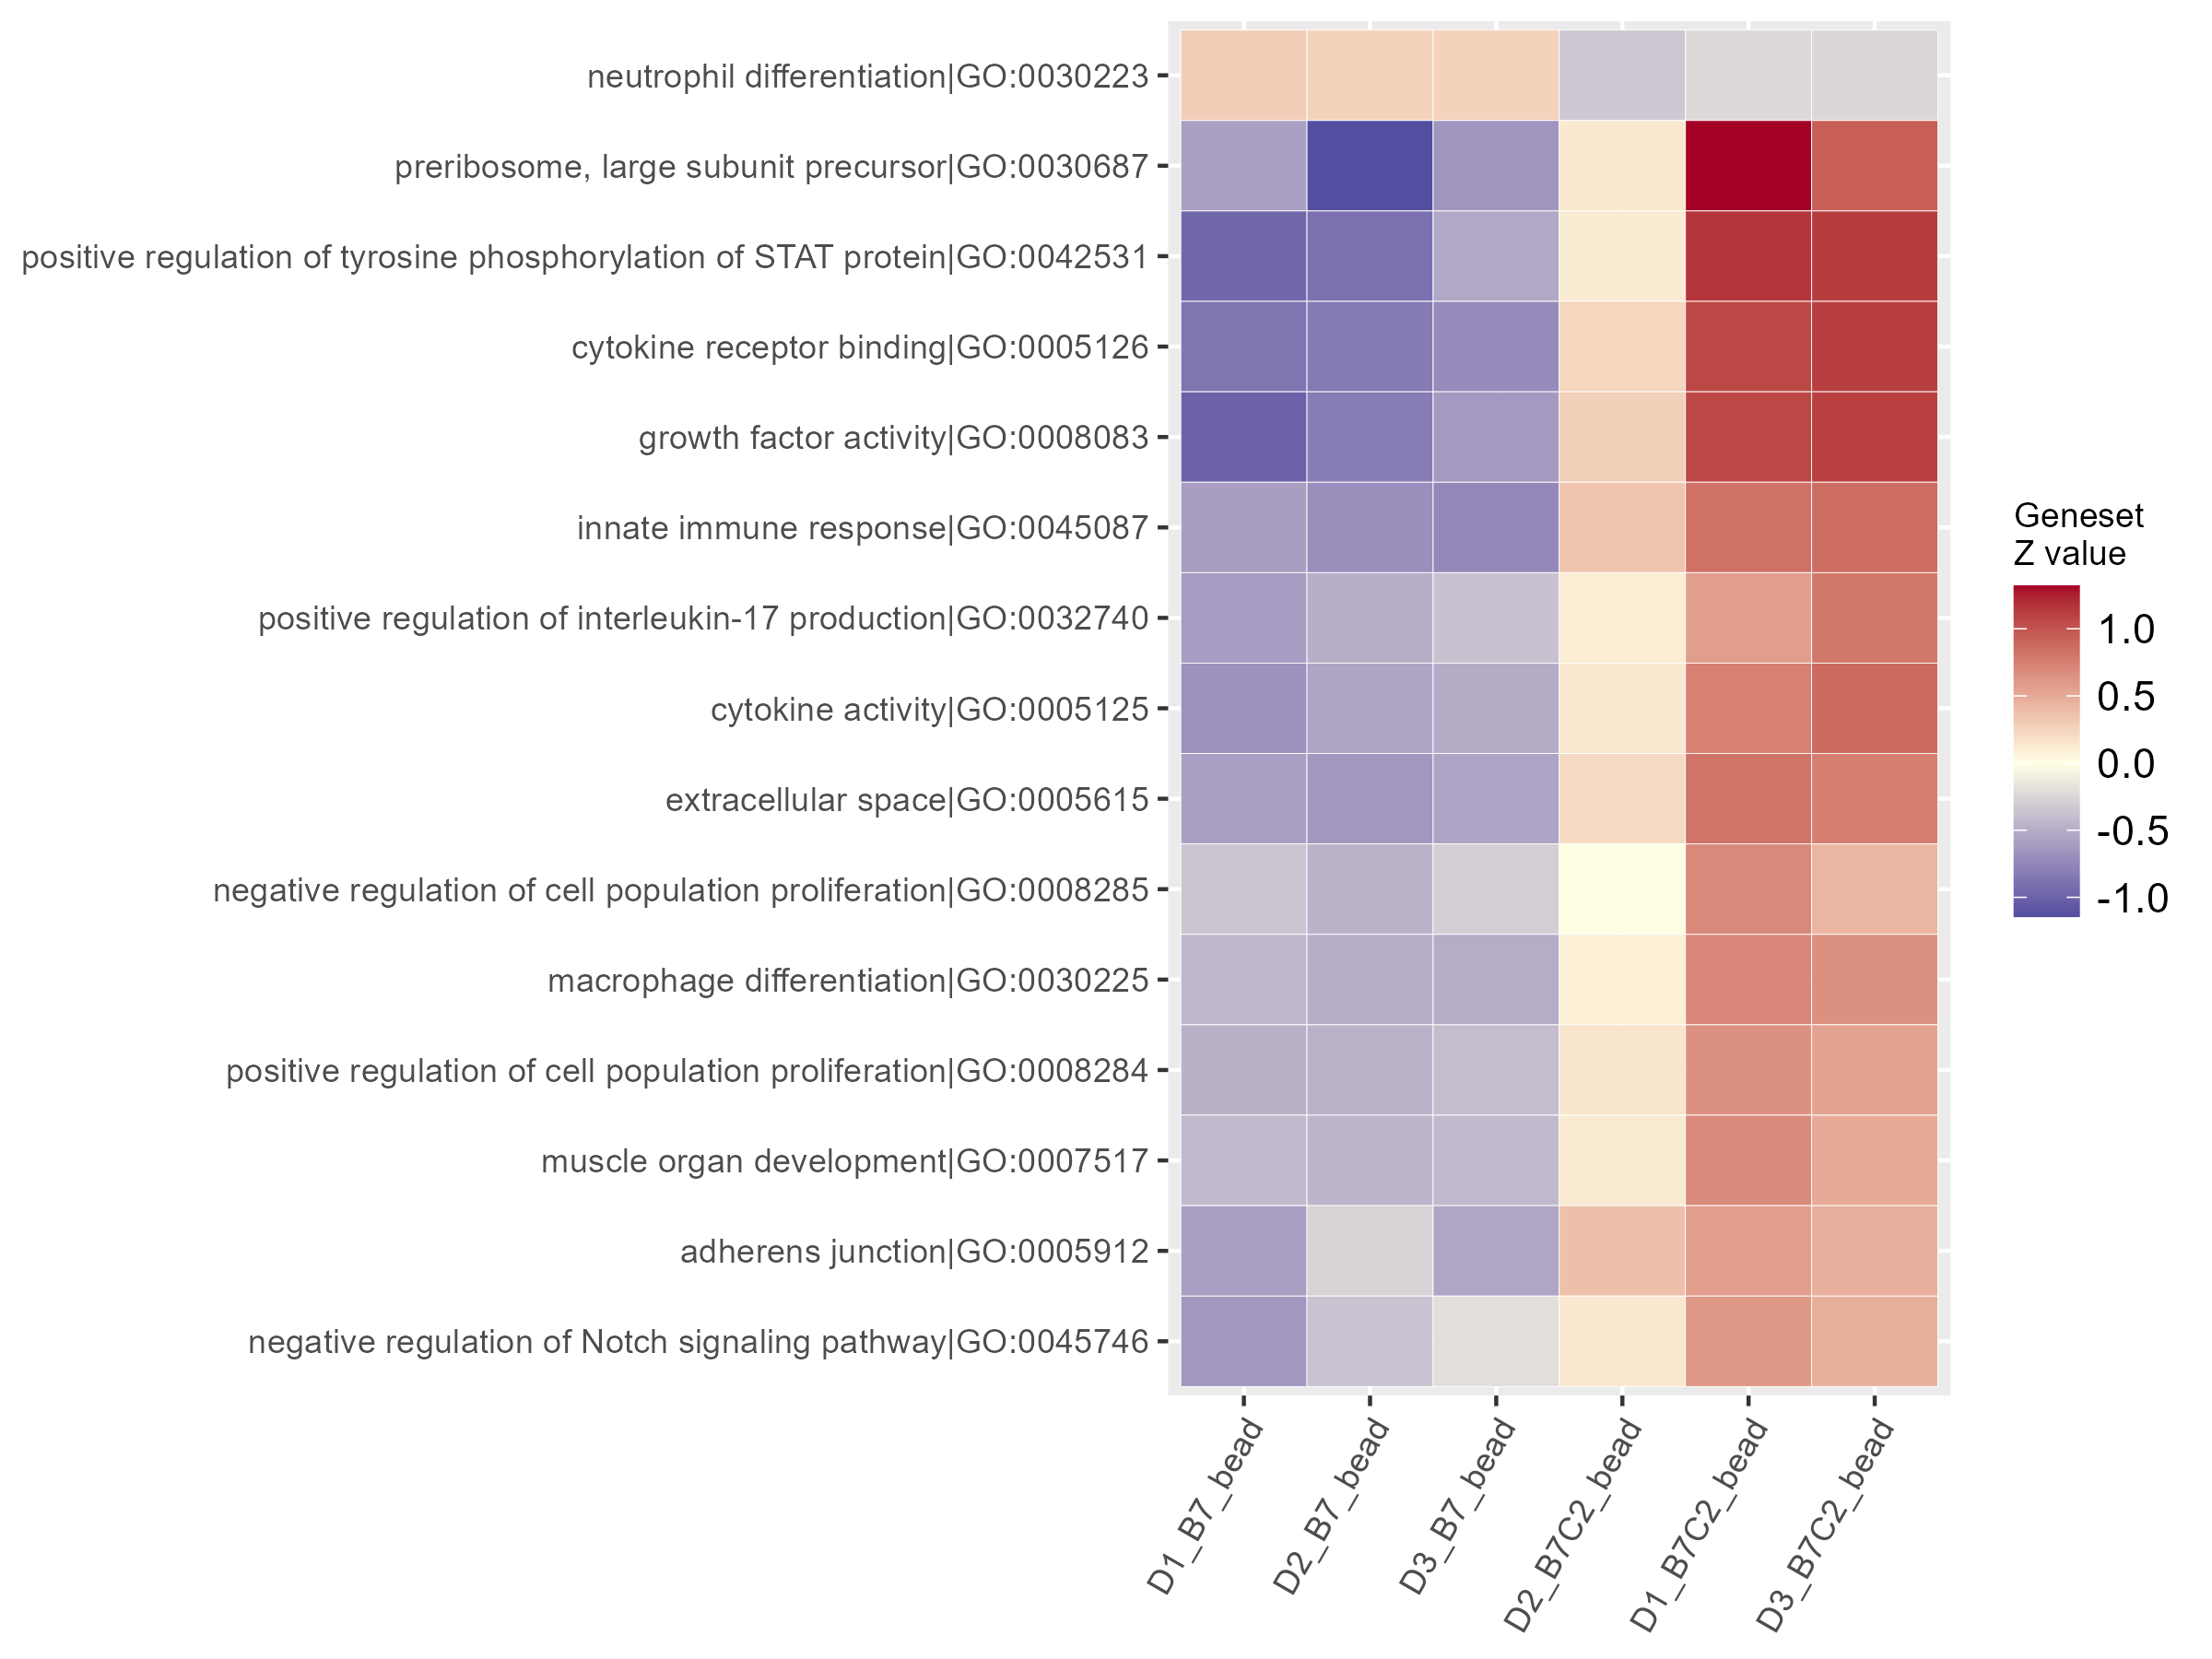 neutrophil differentiation|GO:0030223
preribosome, large subunit precursor|GO:0030687
positive regulation of tyrosine phosphorylation of STAT protein|GO:0042531
cytokine receptor binding|GO:0005126
growth factor activity|GO:0008083
innate immune response|GO:0045087
positive regulation of interleukin-17 production|GO:0032740
cytokine activity|GO:0005125
extracellular space|GO:0005615
negative regulation of cell population proliferation|GO:0008285
macrophage differentiation|GO:0030225
positive regulation of cell population proliferation|GO:0008284
muscle organ development|GO:0007517
adherens junction|GO:0005912
negative regulation of Notch signaling pathway|GO:0045746
D1_B7_bead
D2_B7_bead
D3_B7_bead
D2_B7C2_bead
D1_B7C2_bead
D3_B7C2_bead
Geneset
Z value
1.0
0.5
0.0
-0.5
-1.0